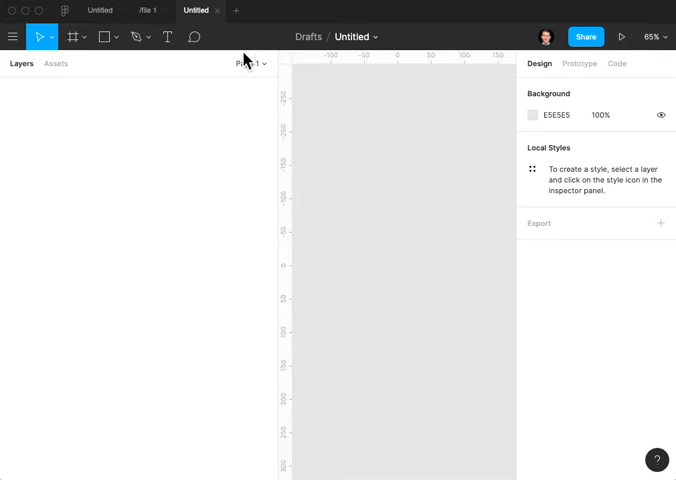 Untitled /file 1 Untitled
Drafts / Untitled Share 65%
Layers Assets
-100 -50 0 50 100 150
Design Prototype Code
Background
E5E5E5 100%
Local Styles
To create a style, select a layer
and click on the style icon in the
inspector panel.
Export
-250
-200
-150
-100
-50
0
50
100
150
200
250
300
?